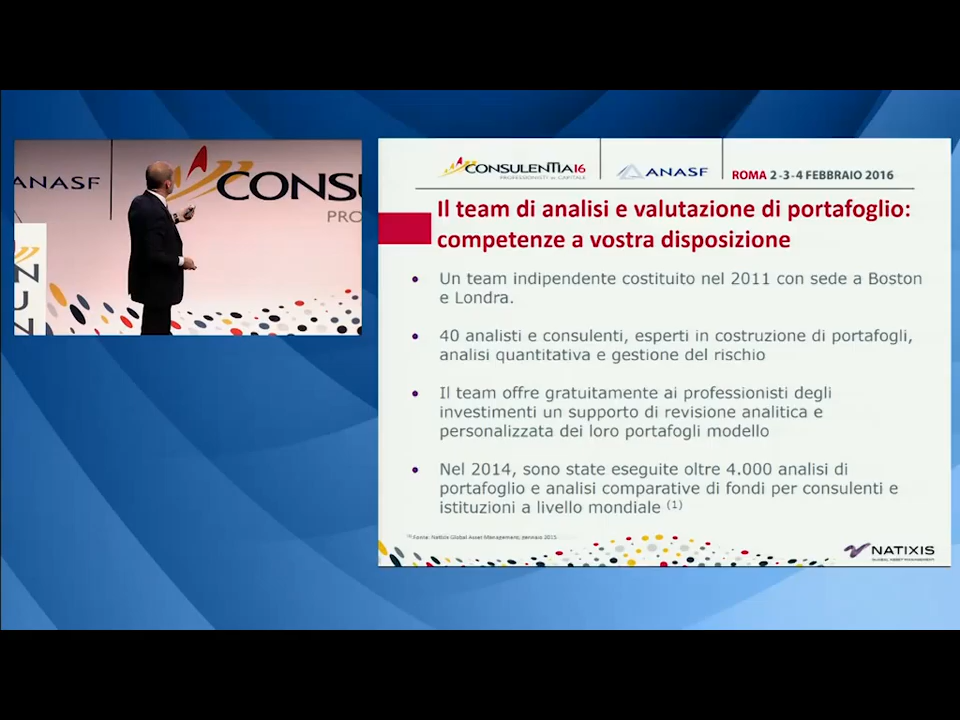 ANASF
CONSU
PRO
N
U
N
CONSULENTIA16
PROFESSIONISTI IN CAPITALE
ANASF
ROMA 2-3-4 FEBBRAIO 2016
Il team di analisi e valutazione di portafoglio:
competenze a vostra disposizione
• Un team indipendente costituito nel 2011 con sede a Boston
e Londra.
• 40 analisti e consulenti, esperti in costruzione di portafogli,
analisi quantitativa e gestione del rischio
• Il team offre gratuitamente ai professionisti degli
investimenti un supporto di revisione analitica e
personalizzata dei loro portafogli modello
• Nel 2014, sono state eseguite oltre 4.000 analisi di
portafoglio e analisi comparative di fondi per consulenti e
istituzioni a livello mondiale (1)
(1) Fonte: Natixis Global Asset Management, gennaio 2015
NATIXIS
GLOBAL ASSET MANAGEMENT